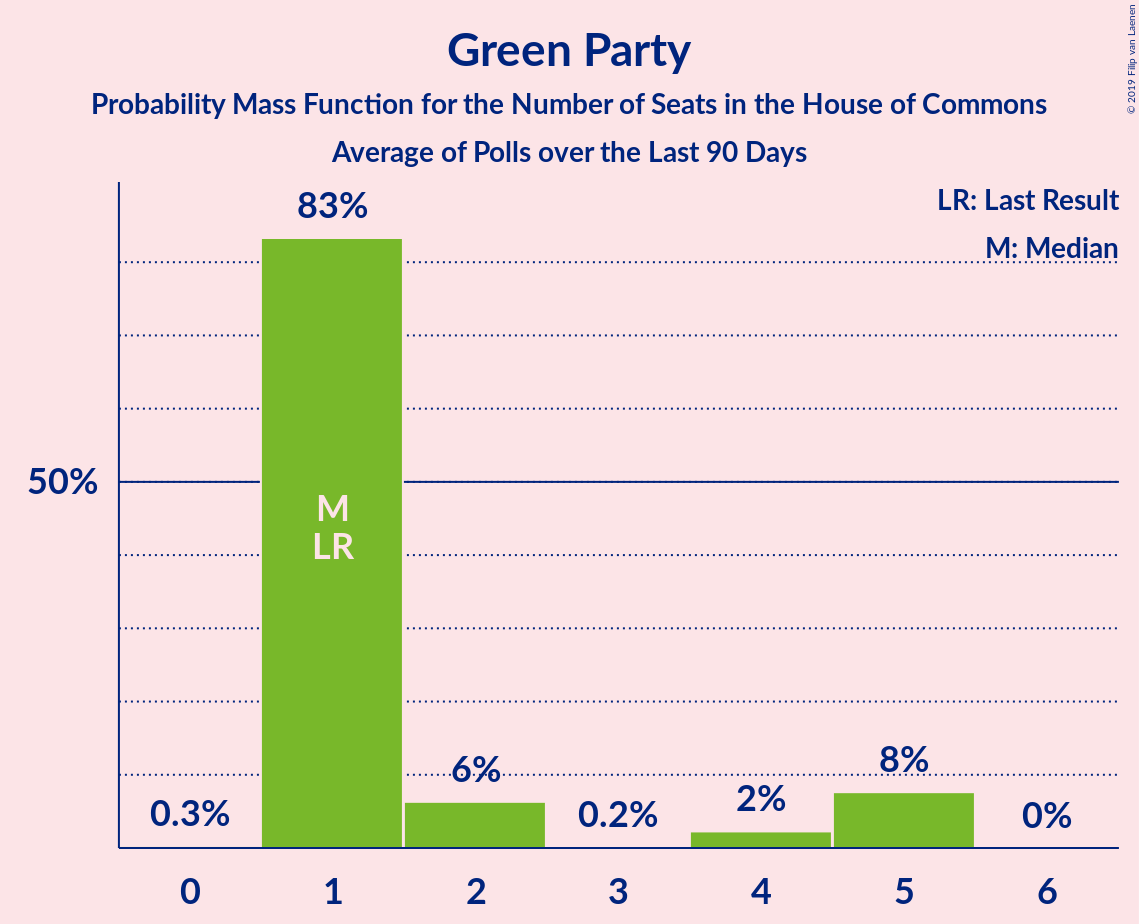 Green Party
Probability Mass Function for the Number of Seats in the House of Commons
Average of Polls over the Last 90 Days
© 2019 Filip van Laenen
LR: Last Result
M: Median
83%
50%
M
LR
0.3%
6%
0.2%
2%
8%
0%
0 1 2 3 4 5 6